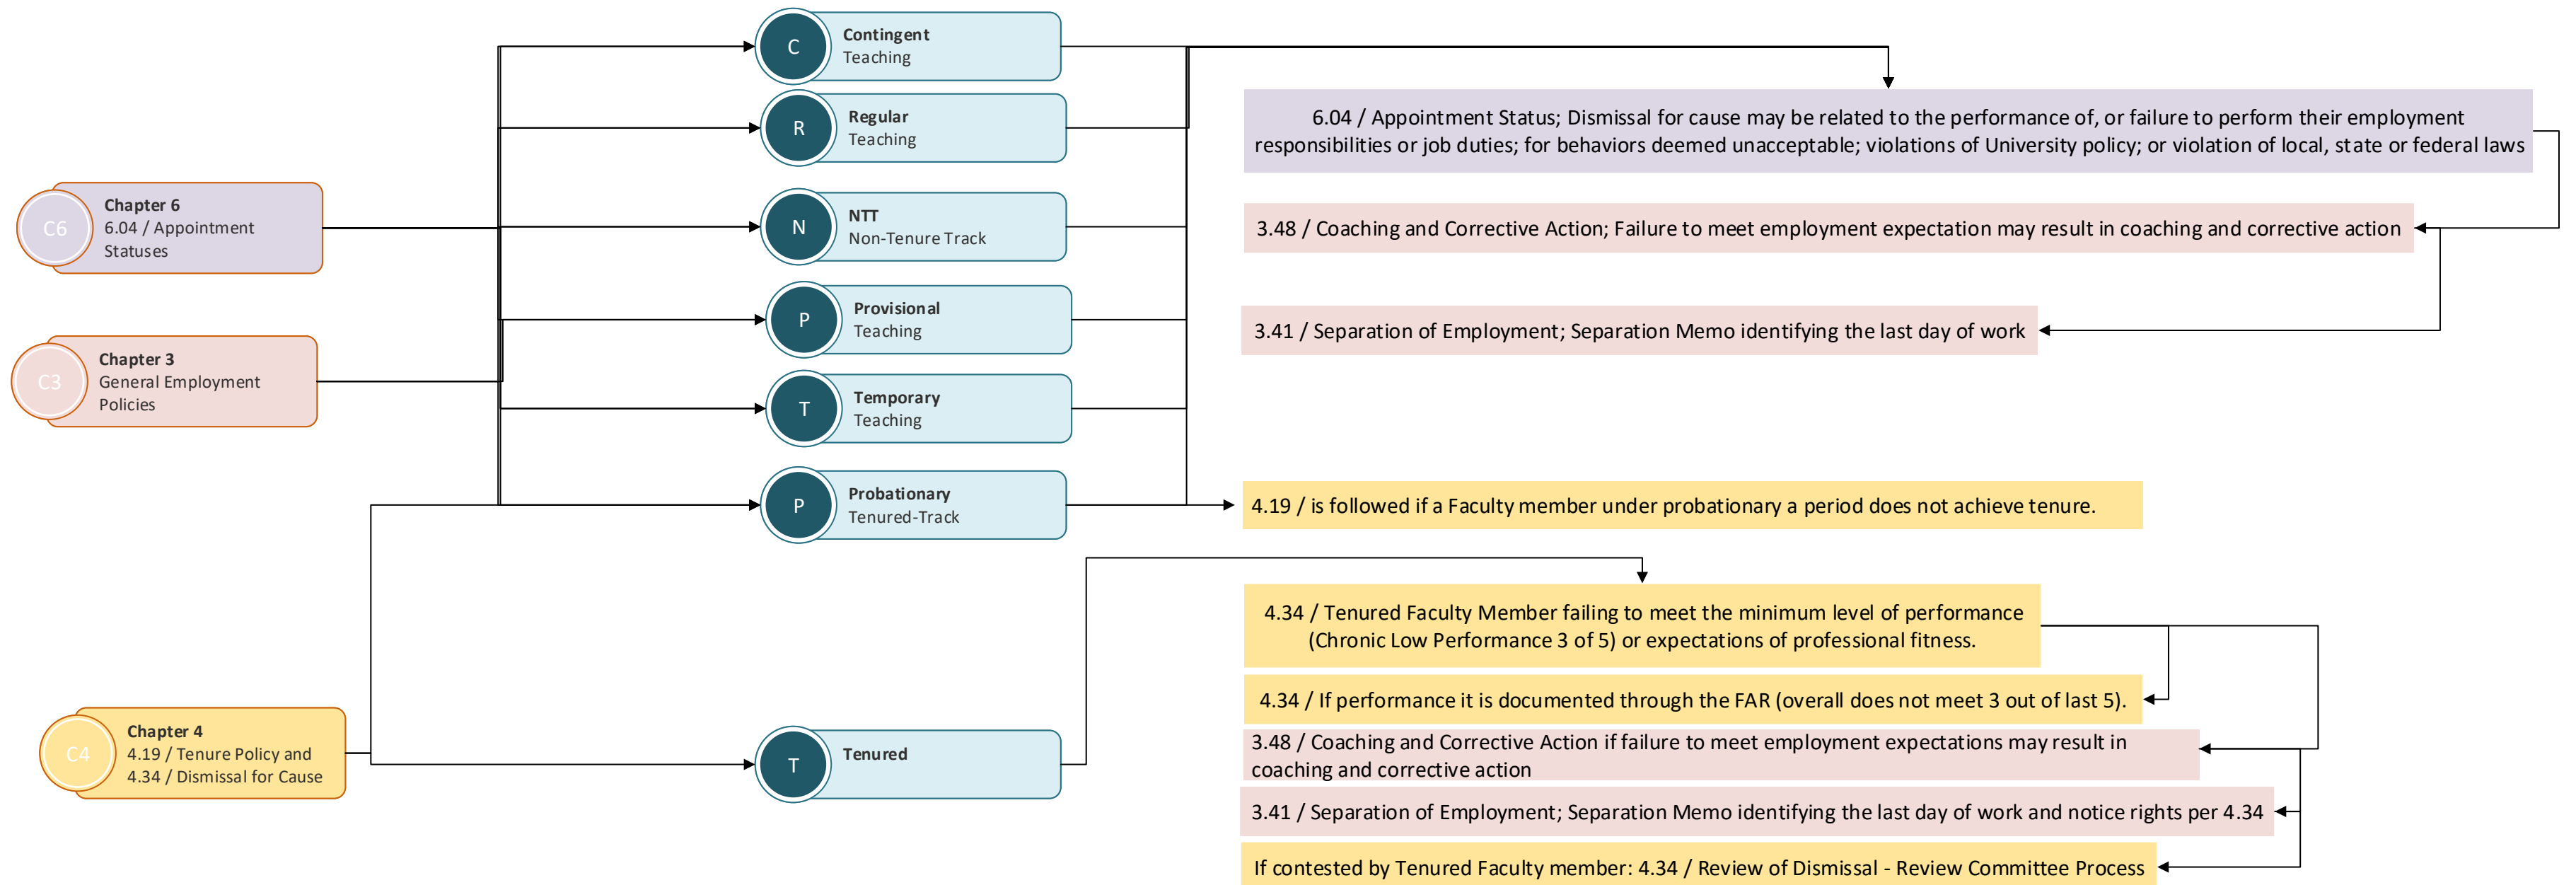 C6
Chapter 6
6.04 / Appointment
Statuses
C3
Chapter 3
General Employment
Policies
C4
Chapter 4
4.19 / Tenure Policy and
4.34 / Dismissal for Cause
C
Contingent
Teaching
R
Regular
Teaching
N
NTT
Non-Tenure Track
P
Provisional
Teaching
T
Temporary
Teaching
P
Probationary
Tenured-Track
T
Tenured
6.04 / Appointment Status; Dismissal for cause may be related to the performance of, or failure to perform their employment
responsibilities or job duties; for behaviors deemed unacceptable; violations of University policy; or violation of local, state or federal laws
3.48 / Coaching and Corrective Action; Failure to meet employment expectation may result in coaching and corrective action
3.41 / Separation of Employment; Separation Memo identifying the last day of work
4.19 / is followed if a Faculty member under probationary a period does not achieve tenure.
4.34 / Tenured Faculty Member failing to meet the minimum level of performance
(Chronic Low Performance 3 of 5) or expectations of professional fitness.
4.34 / If performance it is documented through the FAR (overall does not meet 3 out of last 5).
3.48 / Coaching and Corrective Action if failure to meet employment expectations may result in
coaching and corrective action
3.41 / Separation of Employment; Separation Memo identifying the last day of work and notice rights per 4.34
If contested by Tenured Faculty member: 4.34 / Review of Dismissal - Review Committee Process